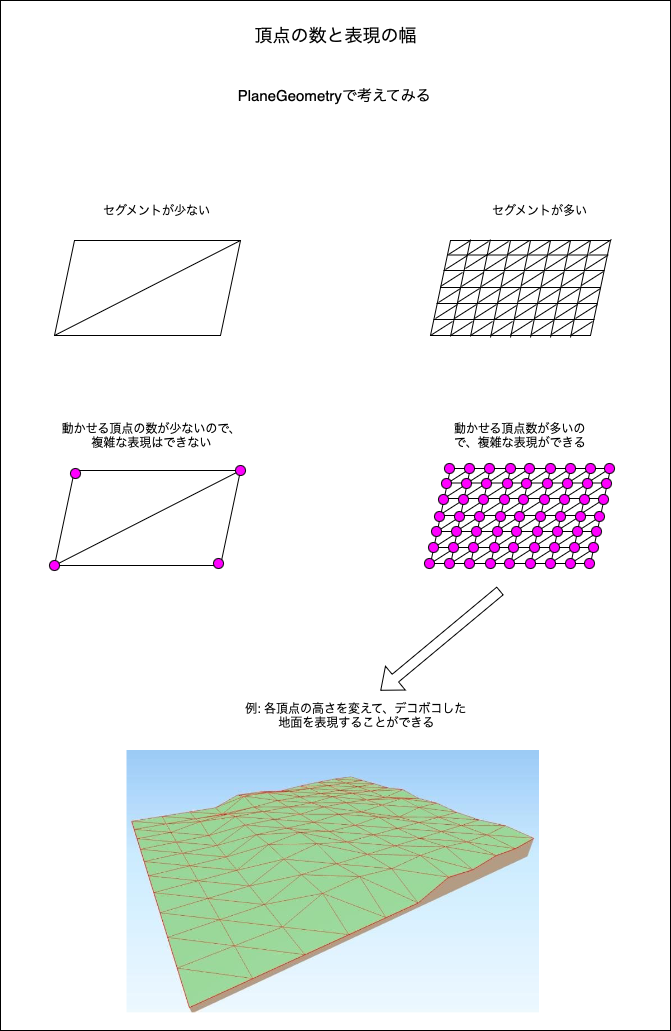 頂点の数と表現の幅
PlaneGeometryで考えてみる
セグメントが少ない
セグメントが多い
動かせる頂点の数が少ないので、
複雑な表現はできない
動かせる頂点数が多いの
で、複雑な表現ができる
例: 各頂点の高さを変えて、デコボコした
地面を表現することができる